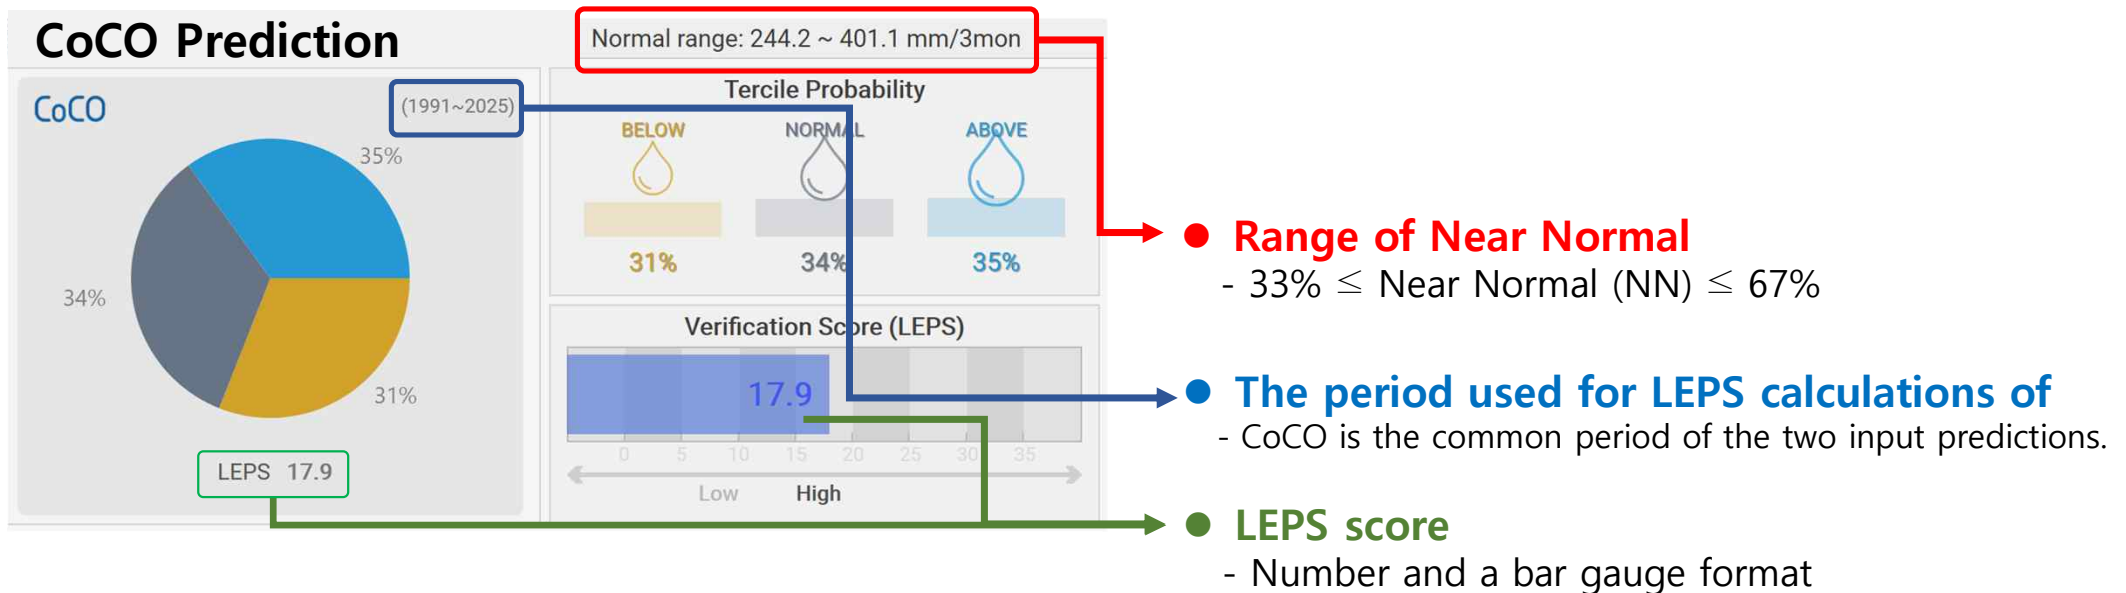 CoCO Prediction
Normal range: 244.2 ~ 401.1 mm/3mon
CoCO
(1991~2025)
35%
34%
31%
LEPS 17.9
Tercile Probability
BELOW NORMAL ABOVE
31% 34% 35%
Verification Score (LEPS)
17.9
0 5 10 15 20 25 30 35
Low High
● Range of Near Normal
- 33% ≤ Near Normal (NN) ≤ 67%
● The period used for LEPS calculations of
- CoCO is the common period of the two input predictions.
● LEPS score
- Number and a bar gauge format